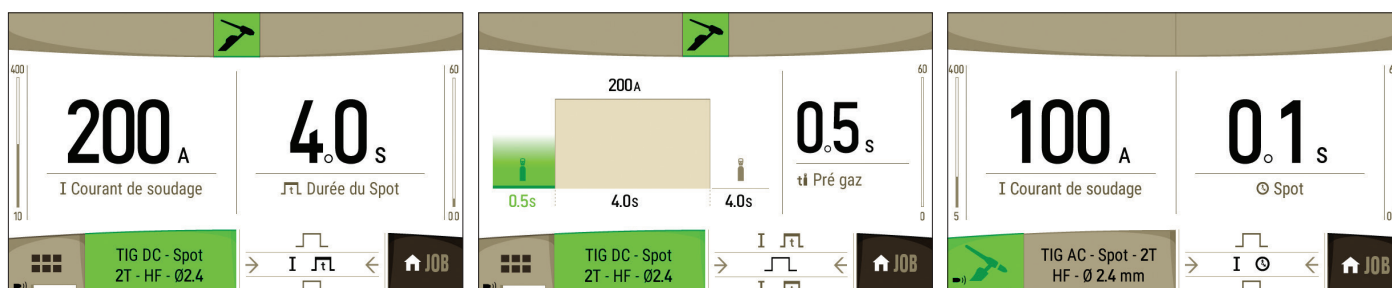 400
60
200 A
4.0 S
I Courant de soudage
t Durée du Spot
10
0.0
TIG DC - Spot
2T - HF - Ø2.4
I t
JOB
60
200 A
0.5 s
t Pré gaz
0.5s
4.0s
4.0s
0
TIG DC - Spot
2T - HF - Ø2.4
I t
I t
JOB
400
6
100 A
0.1 s
I Courant de soudage
Spot
5
0
TIG AC - Spot - 2T
HF - Ø 2.4 mm
I
JOB